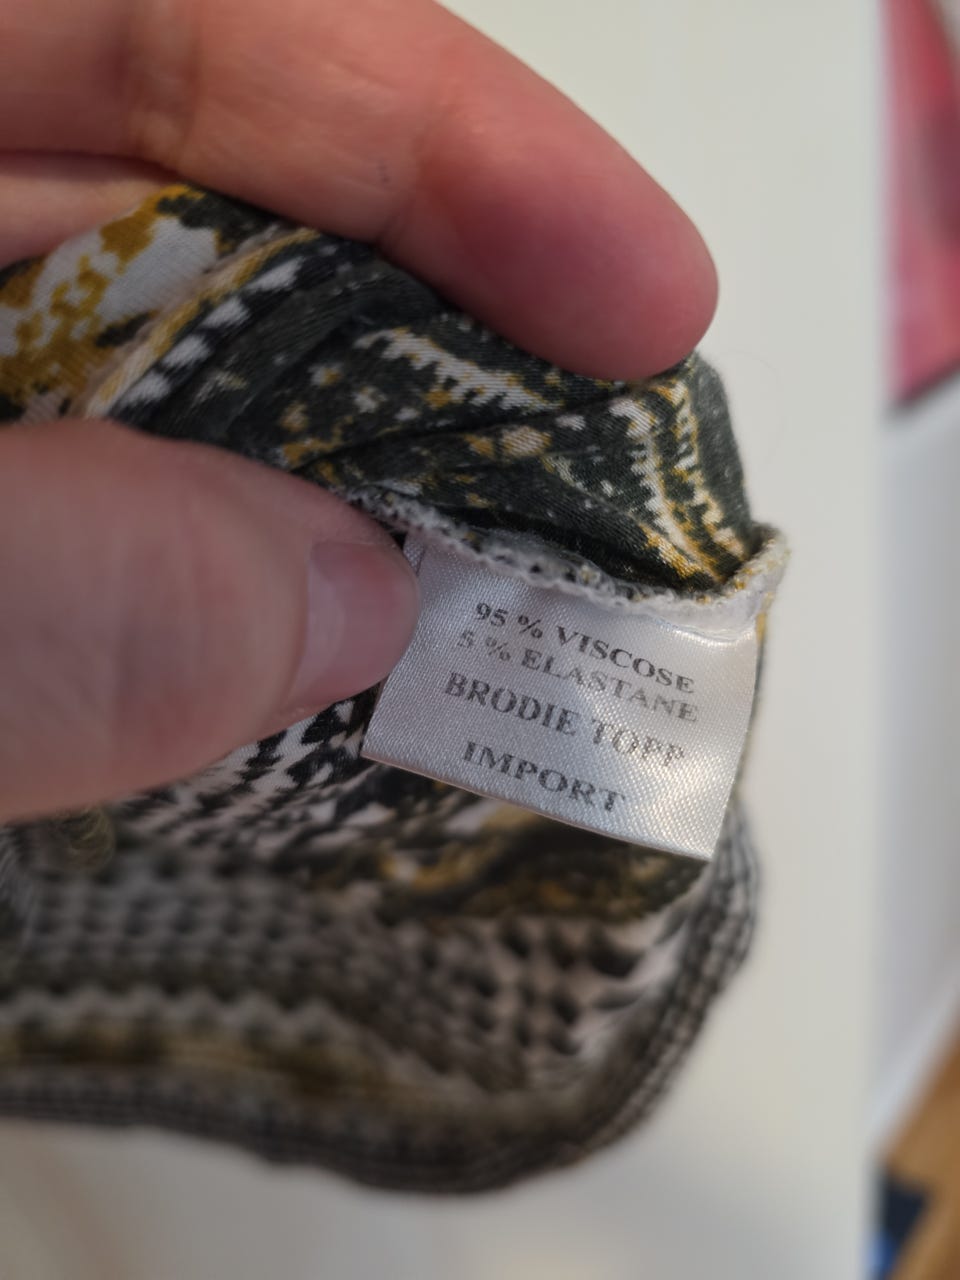 95 % VISCOSE
5 % ELASTANE
BRODIE TOPP
IMPORT